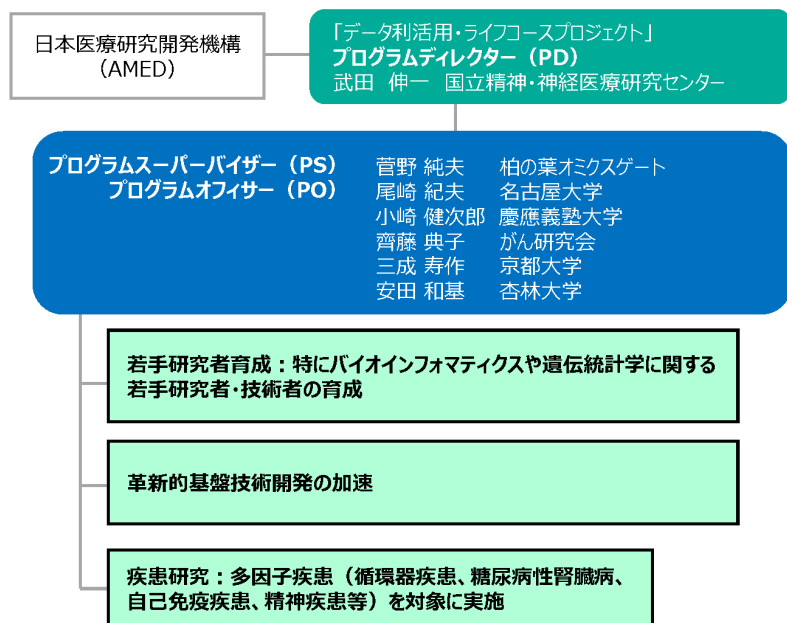 日本医療研究開発機構
（AMED）
「データ利活用・ライフコースプロジェクト」
プログラムディレクター（PD）
武田 伸一 国立精神・神経医療研究センター
プログラムスーパーバイザー（PS） 菅野 純夫 柏の葉オミクスゲート
プログラムオフィサー（PO） 尾崎 紀夫 名古屋大学
小崎 健次郎 慶應義塾大学
齊藤 典子 がん研究会
三成 寿作 京都大学
安田 和基 杏林大学
若手研究者育成：特にバイオインフォマティクスや遺伝統計学に関する
若手研究者・技術者の育成
革新的基盤技術開発の加速
疾患研究：多因子疾患（循環器疾患、糖尿病性腎臓病、
自己免疫疾患、精神疾患等）を対象に実施